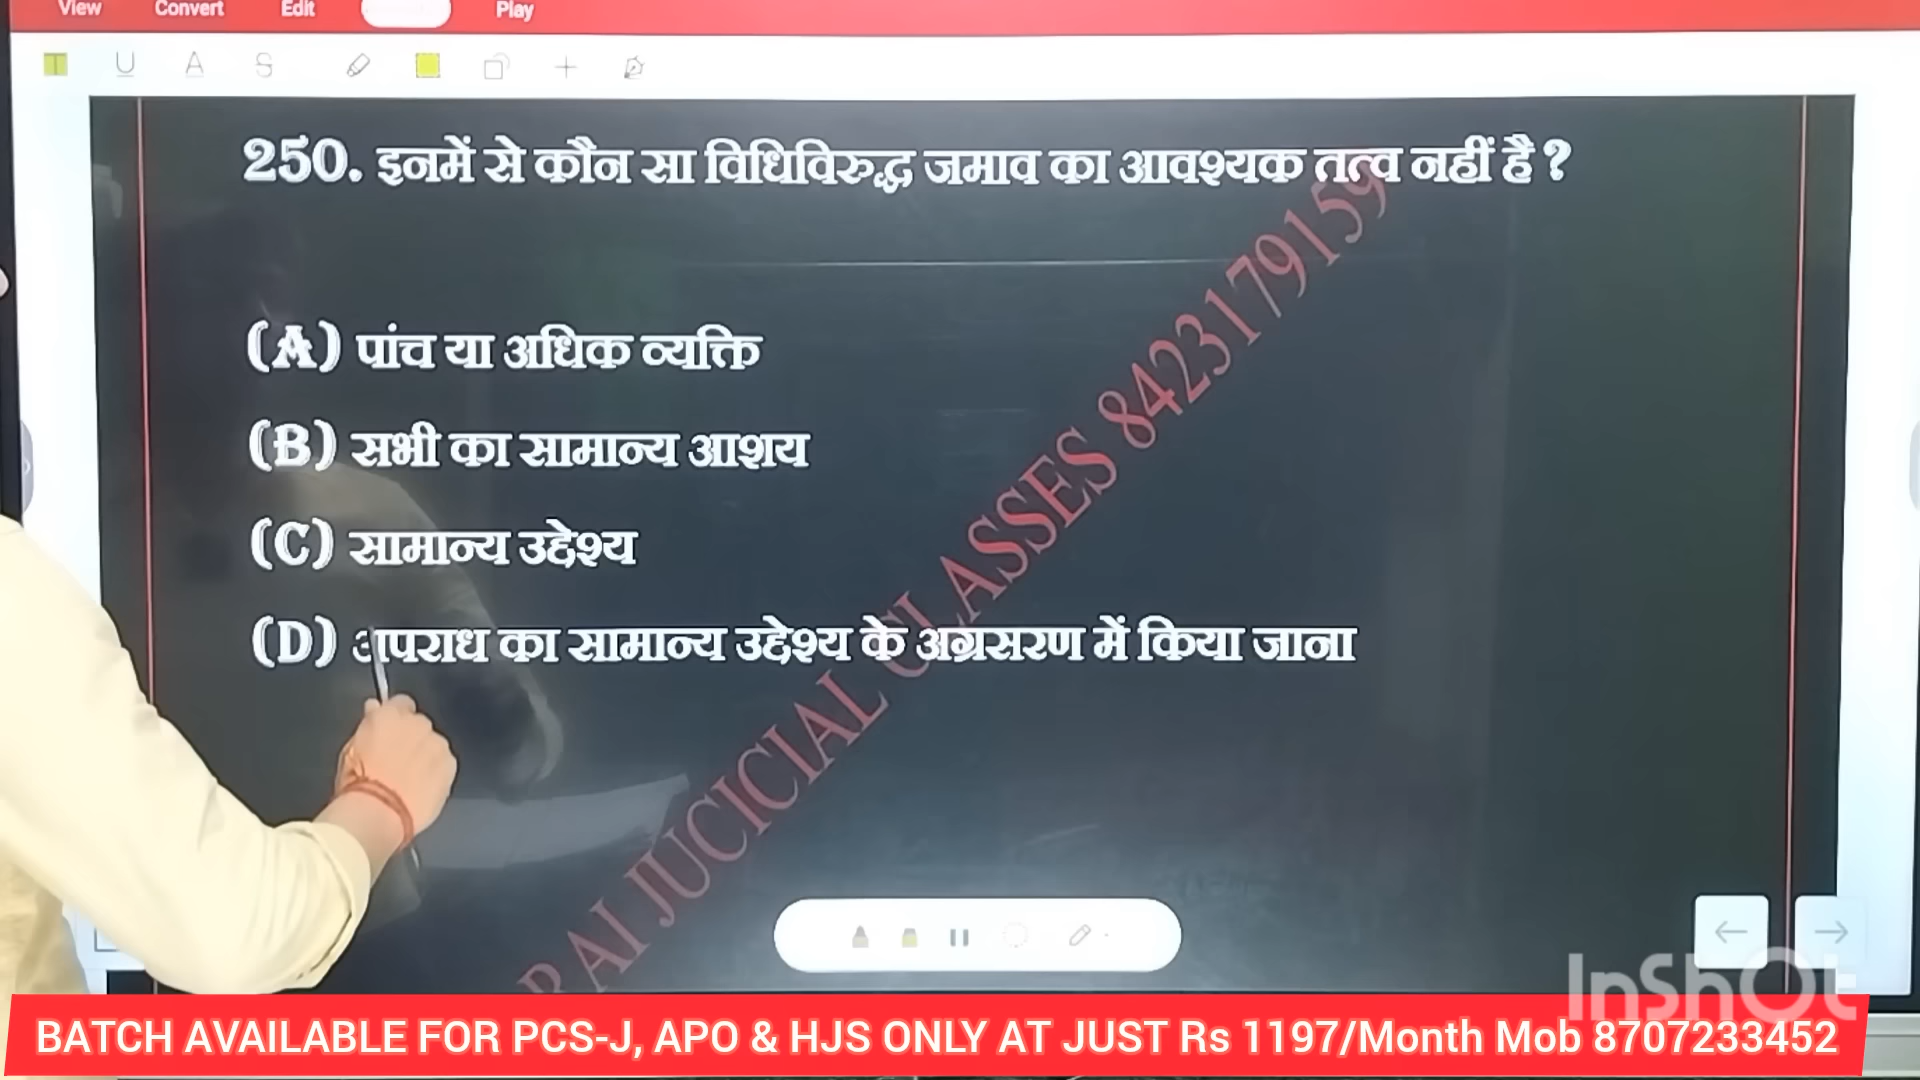 View Convert Edit Play
T U A S
250. इनमें से कौन सा विधिविरुद्ध जमाव का आवश्यक तत्व नहीं है ?
(A) पांच या अधिक व्यक्ति
(B) सभी का सामान्य आशय
(C) सामान्य उद्देश्य
(D) अपराध का सामान्य उद्देश्य के अग्रसरण में किया जाना
RAI JUCICIAL CLASSES 8423179159
InShOt
BATCH AVAILABLE FOR PCS-J, APO & HJS ONLY AT JUST Rs 1197/Month Mob 8707233452